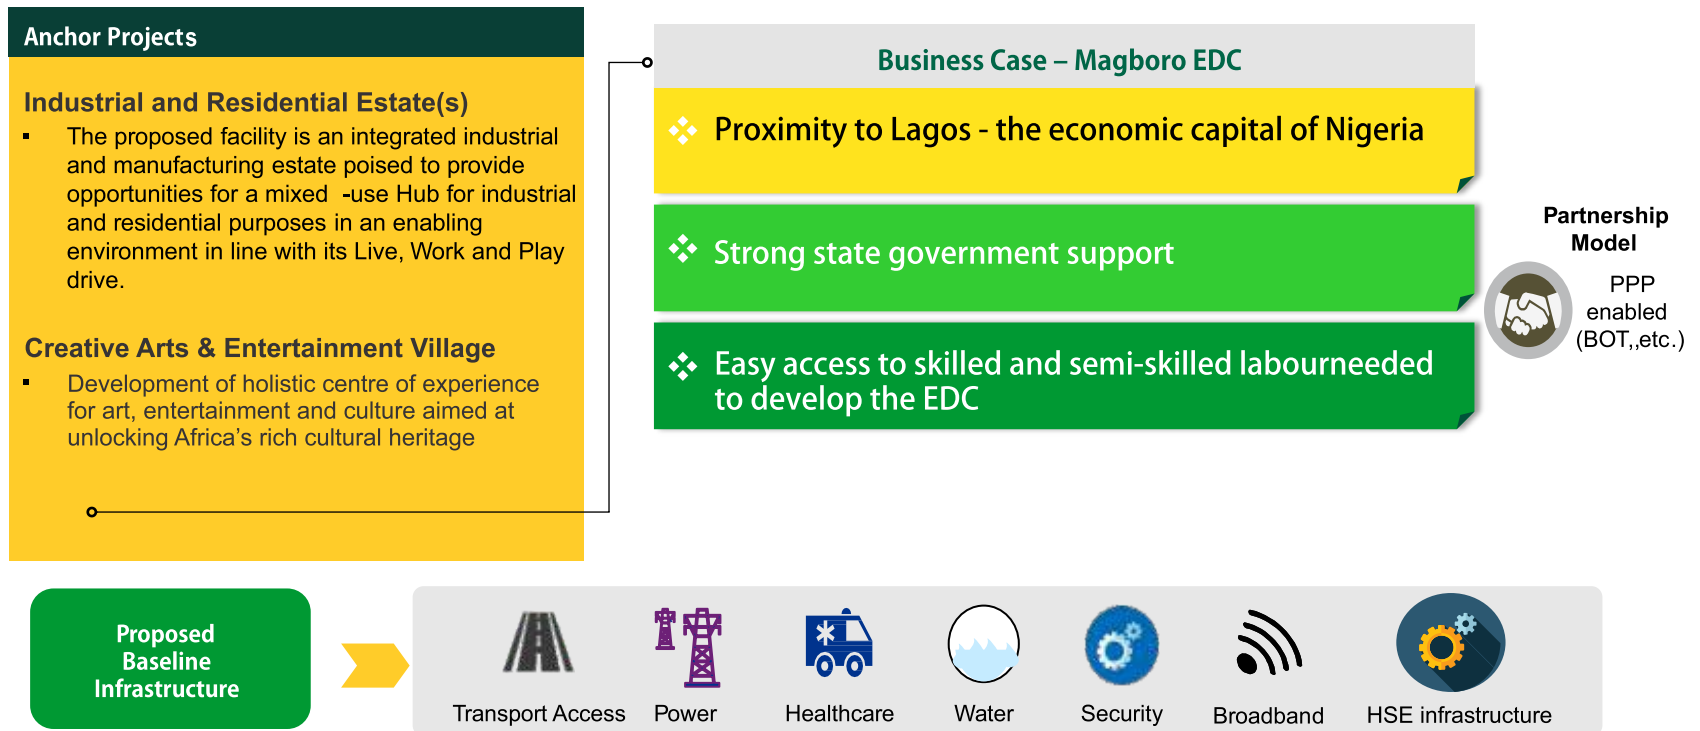 Anchor Projects
Industrial and Residential Estate(s)
▪ The proposed facility is an integrated industrial
and manufacturing estate poised to provide
opportunities for a mixed -use Hub for industrial
and residential purposes in an enabling
environment in line with its Live, Work and Play
drive.
Creative Arts & Entertainment Village
▪ Development of holistic centre of experience
for art, entertainment and culture aimed at
unlocking Africa's rich cultural heritage
Business Case – Magboro EDC
❖ Proximity to Lagos - the economic capital of Nigeria
❖ Strong state government support
❖ Easy access to skilled and semi-skilled labourneeded
to develop the EDC
Partnership
Model
PPP
enabled
(BOT,,etc.)
Proposed
Baseline
Infrastructure
Transport Access
Power
Healthcare
Water
Security
Broadband
HSE infrastructure